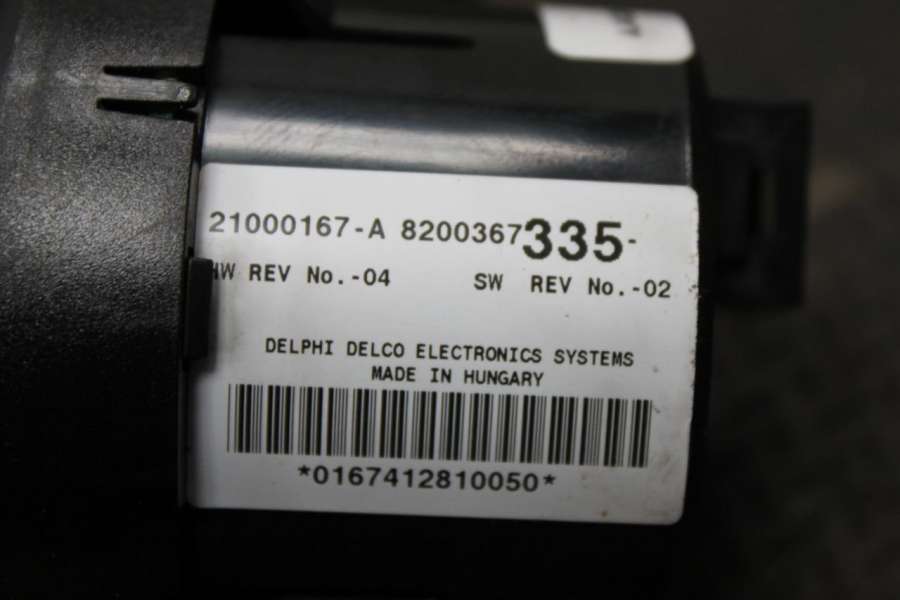 21000167-A 8200367335-
HW REV No.-04 SW REV No.-02
DELPHI DELCO ELECTRONICS SYSTEMS
MADE IN HUNGARY
*0167412810050*